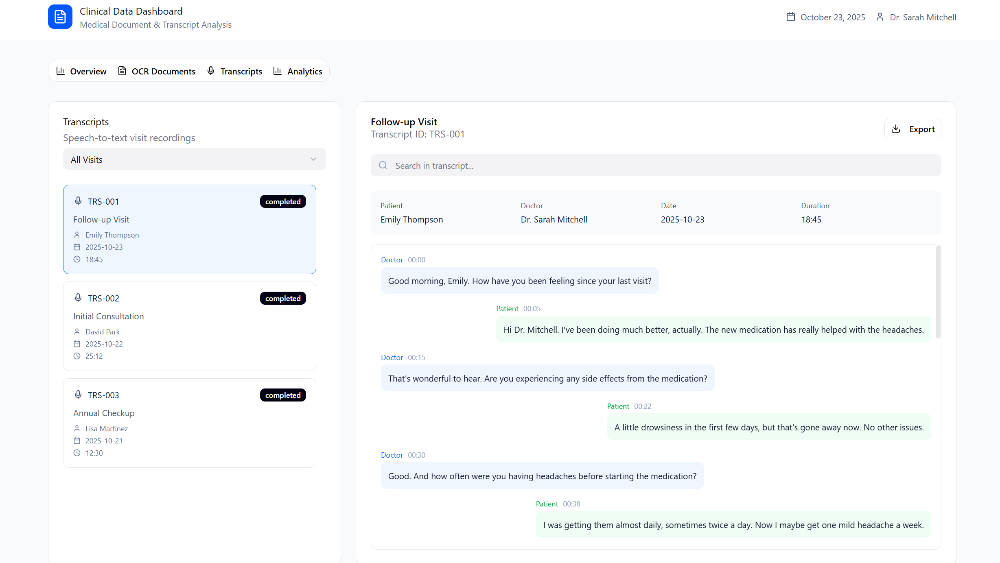 Clinical Data Dashboard
Medical Document & Transcript Analysis
October 23, 2025
Dr. Sarah Mitchell
Overview
OCR Documents
Transcripts
Analytics
Transcripts
Speech-to-text visit recordings
All Visits
TRS-001
completed
Follow-up Visit
Emily Thompson
2025-10-23
18:45
TRS-002
completed
Initial Consultation
David Park
2025-10-22
25:12
TRS-003
completed
Annual Checkup
Lisa Martinez
2025-10-21
12:30
Follow-up Visit
Transcript ID: TRS-001
Export
Search in transcript...
Patient
Emily Thompson
Doctor
Dr. Sarah Mitchell
Date
2025-10-23
Duration
18:45
Doctor 00:00
Good morning, Emily. How have you been feeling since your last visit?
Patient 00:05
Hi Dr. Mitchell. I've been doing much better, actually. The new medication has really helped with the headaches.
Doctor 00:15
That's wonderful to hear. Are you experiencing any side effects from the medication?
Patient 00:22
A little drowsiness in the first few days, but that's gone away now. No other issues.
Doctor 00:30
Good. And how often were you having headaches before starting the medication?
Patient 00:38
I was getting them almost daily, sometimes twice a day. Now I maybe get one mild headache a week.